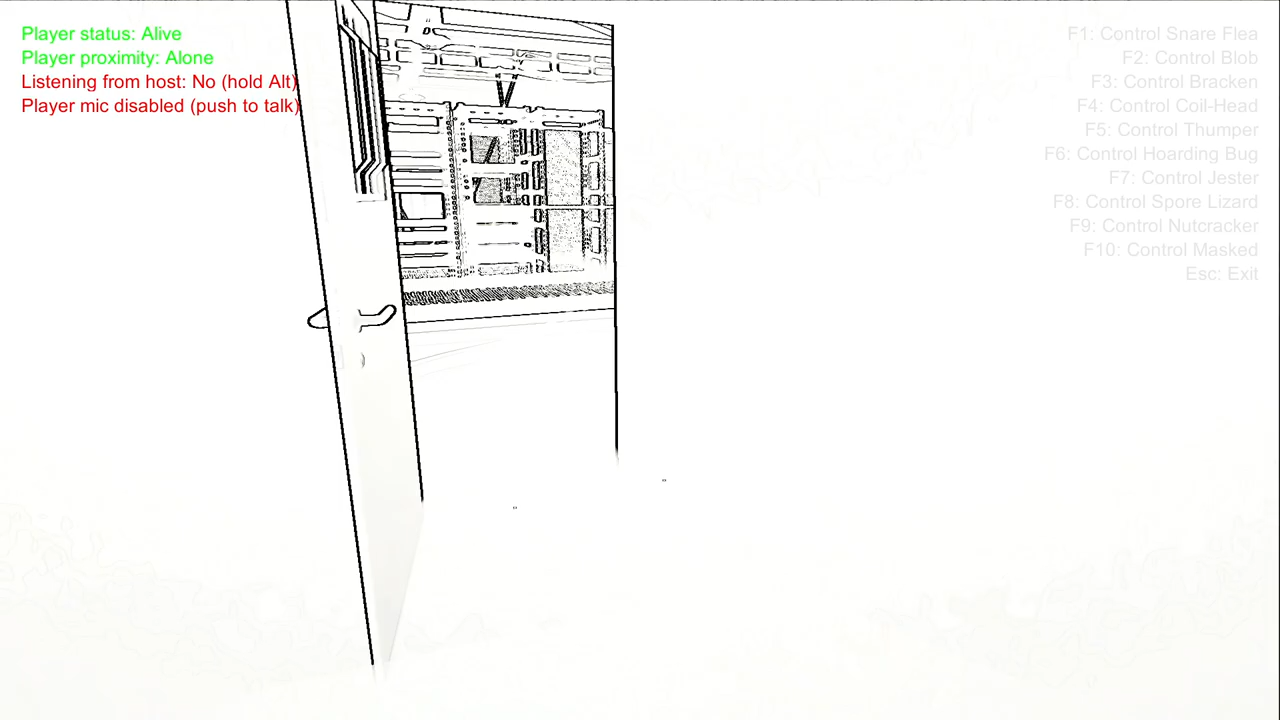 Player status: Alive
Player proximity: Alone
Listening from host: No (hold Alt)
Player mic disabled (push to talk)
F1: Control Snare Flea
F2: Control Blob
F3: Control Bracken
F4: Control Coil-Head
F5: Control Thumper
F6: Control Hoarding Bug
F7: Control Jester
F8: Control Spore Lizard
F9: Control Nutcracker
F10: Control Masked
Esc: Exit